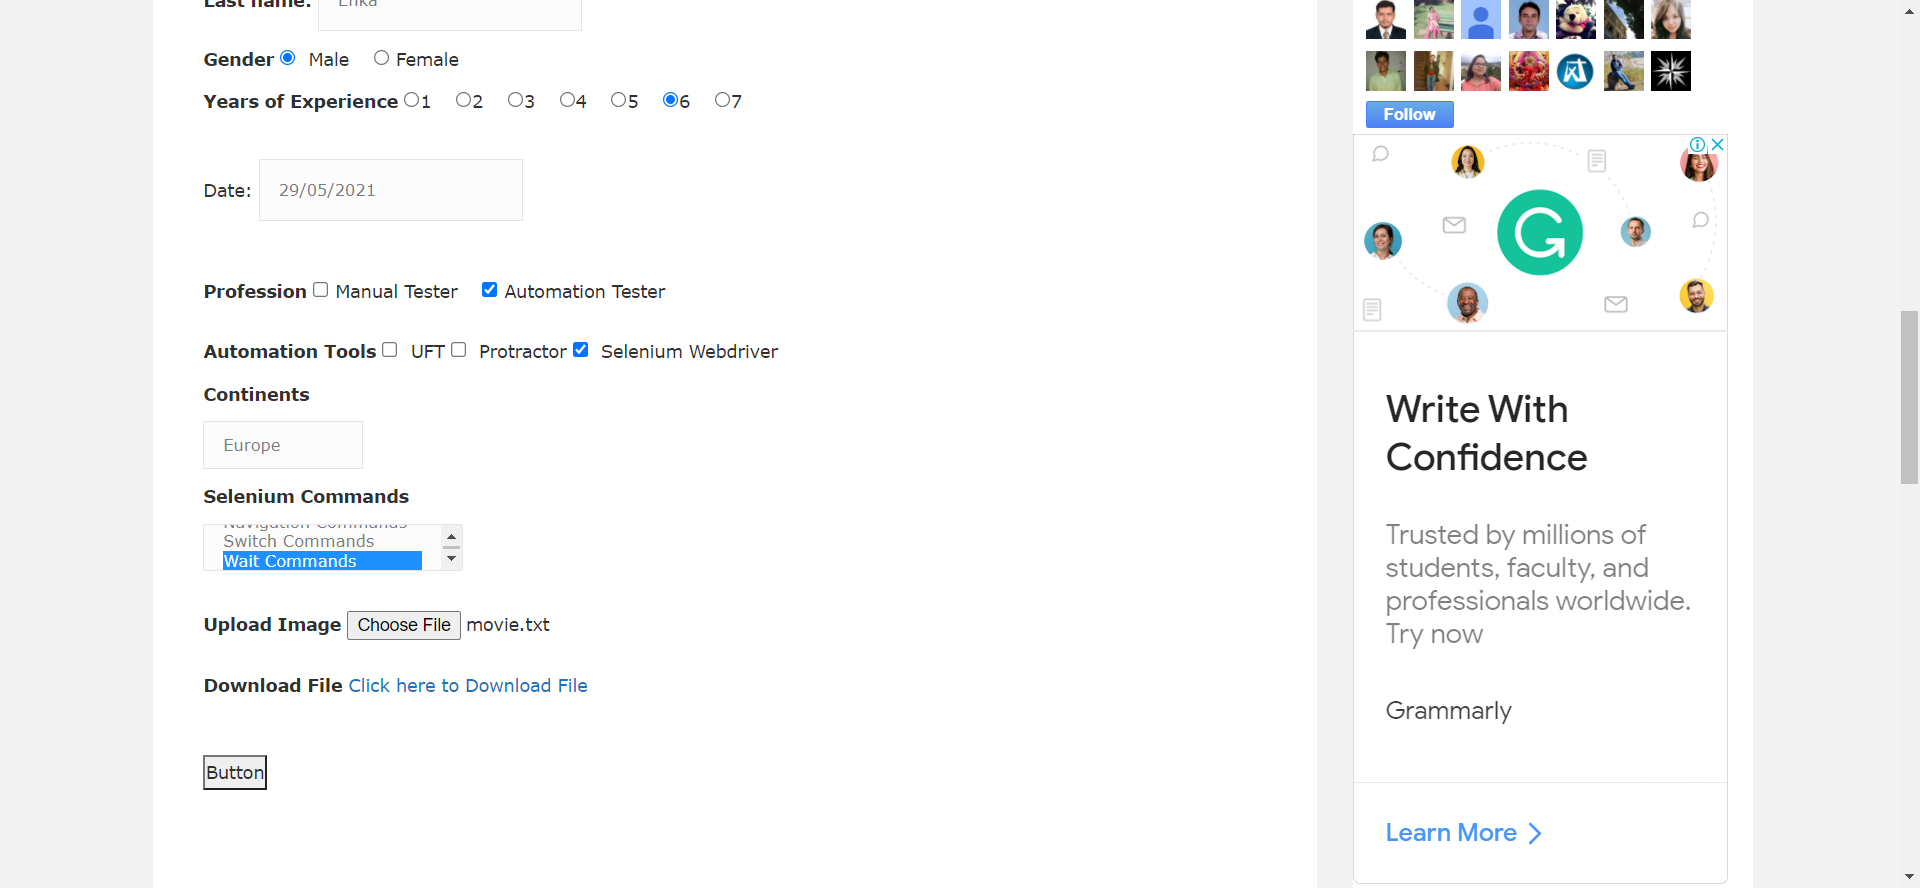 Last name: Erika
Gender Male Female
Years of Experience 1 2 3 4 5 6 7
Date: 29/05/2021
Profession Manual Tester Automation Tester
Automation Tools UFT Protractor Selenium Webdriver
Continents
Europe
Selenium Commands
Navigation Commands
Switch Commands
Wait Commands
Upload Image Choose File movie.txt
Download File Click here to Download File
Button
Follow
Write With
Confidence
Trusted by millions of
students, faculty, and
professionals worldwide.
Try now
Grammarly
Learn More